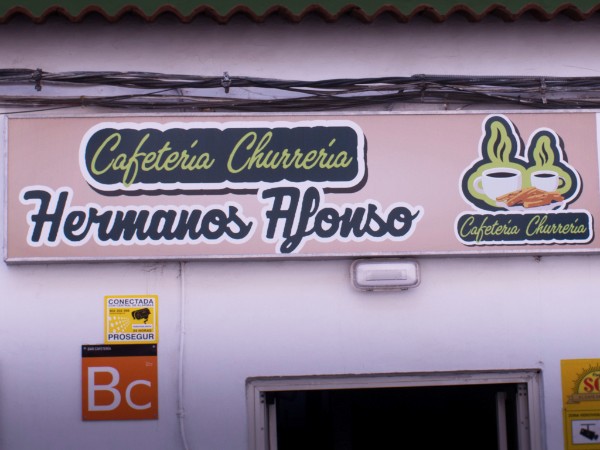 Cafetería Churrería
Hermanos Afonso
Cafetería Churrería
CONECTADA
PROSEGUR
Bc